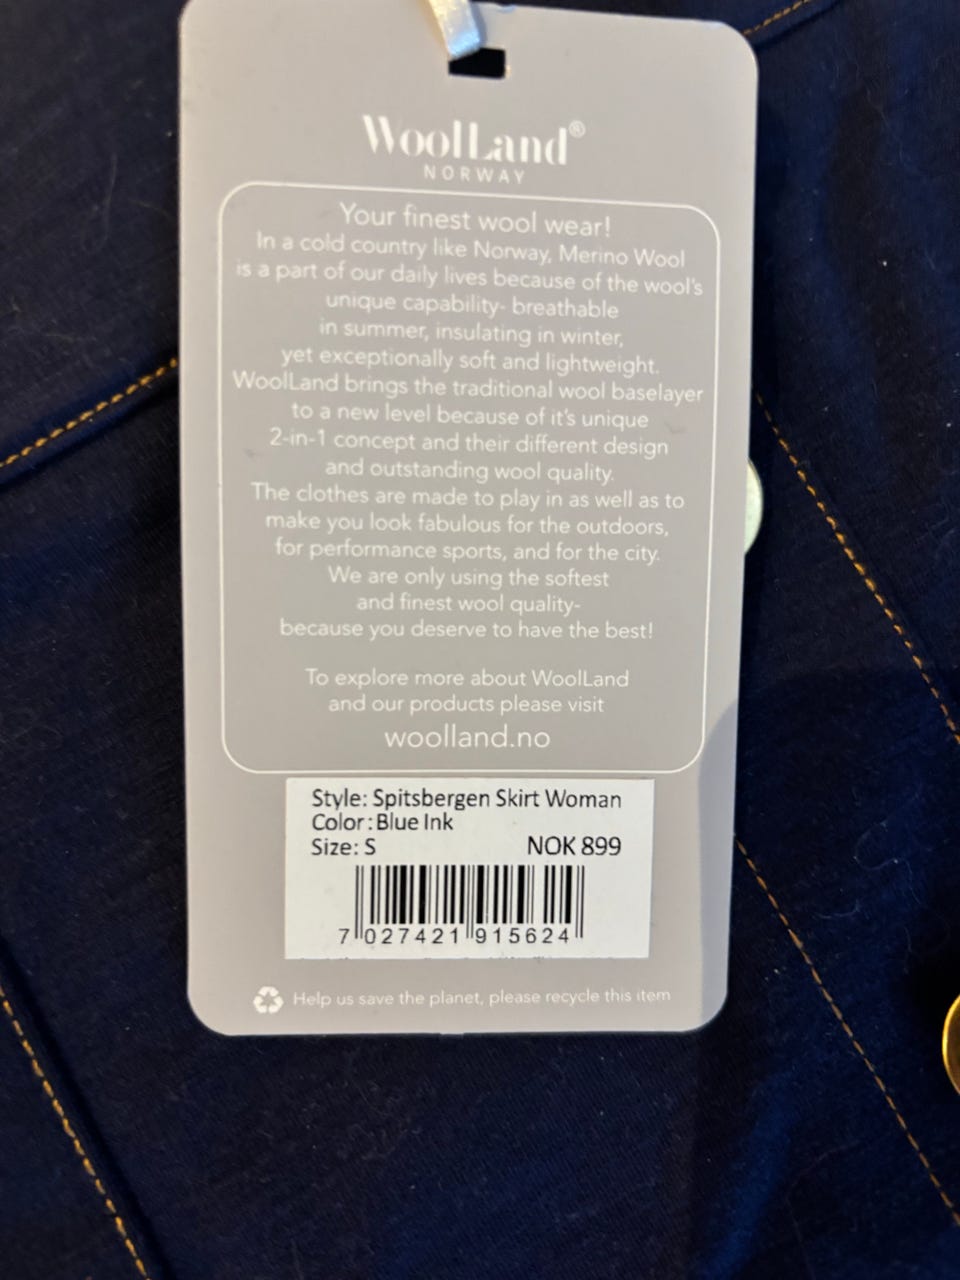 WoolLand®
NORWAY
Your finest wool wear!
In a cold country like Norway, Merino Wool
is a part of our daily lives because of the wool's
unique capability- breathable
in summer, insulating in winter,
yet exceptionally soft and lightweight.
WoolLand brings the traditional wool baselayer
to a new level because of it's unique
2-in-1 concept and their different design
and outstanding wool quality.
The clothes are made to play in as well as to
make you look fabulous for the outdoors,
for performance sports, and for the city.
We are only using the softest
and finest wool quality-
because you deserve to have the best!
To explore more about WoolLand
and our products please visit
woolland.no
Style: Spitsbergen Skirt Woman
Color: Blue Ink
Size: S NOK 899
7 027421 915624
Help us save the planet, please recycle this item